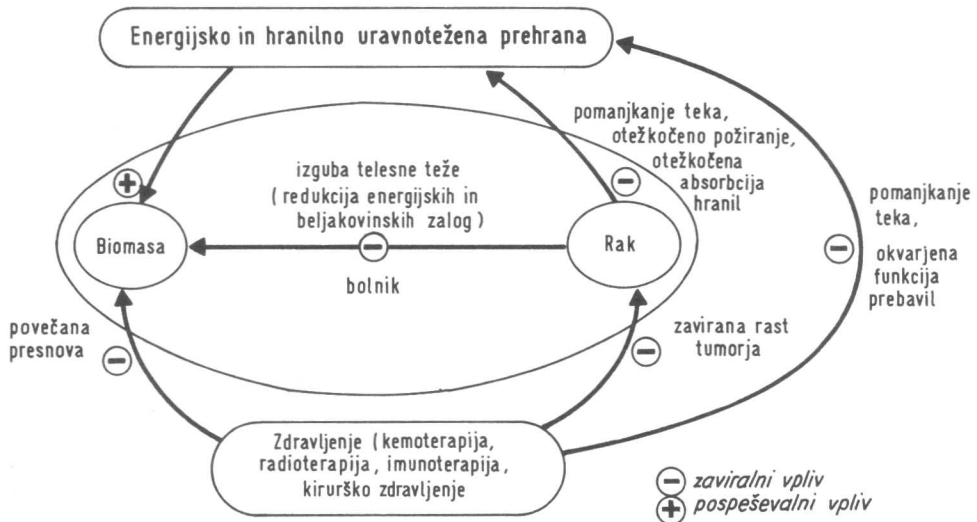 Energijsko in hranilno uravnotežena prehrana
pomanjkanje teka,
otežkočeno požiranje,
otežkočena
absorbcija
hranil
izguba telesne teže
(redukcija energijskih in
beljakovinskih zalog)
pomanjkanje
teka,
okvarjena
funkcija
prebavil
+
−
Biomasa
−
Rak
−
bolnik
povečana
presnova
−
zavirana rast
tumorja
−
Zdravljenje (kemoterapija,
radioterapija, imunoterapija,
kirurško zdravljenje
− zaviralni vpliv
+ pospeševalni vpliv